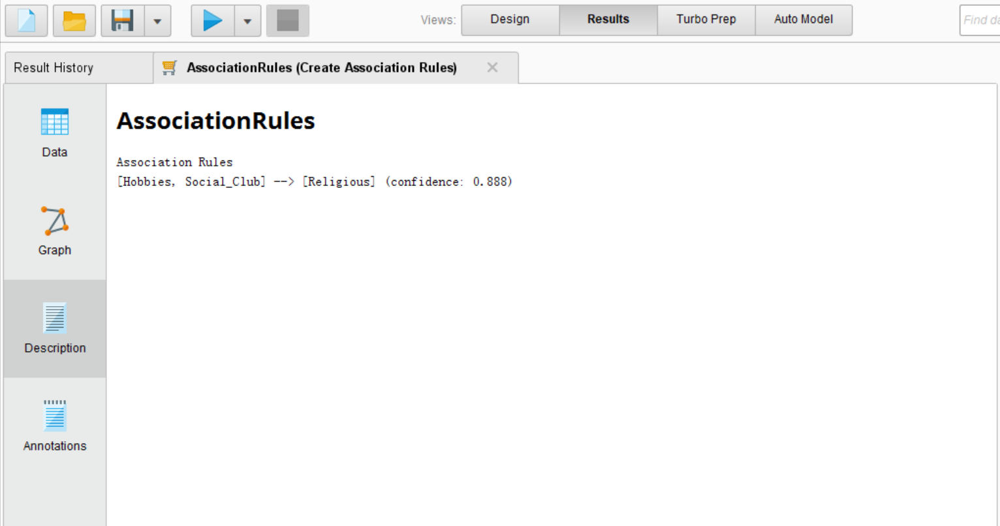 Views:
Design
Results
Turbo Prep
Auto Model
Find da
Result History
AssociationRules (Create Association Rules)
Data
Graph
Description
Annotations
AssociationRules
Association Rules
[Hobbies, Social_Club] --> [Religious] (confidence: 0.888)